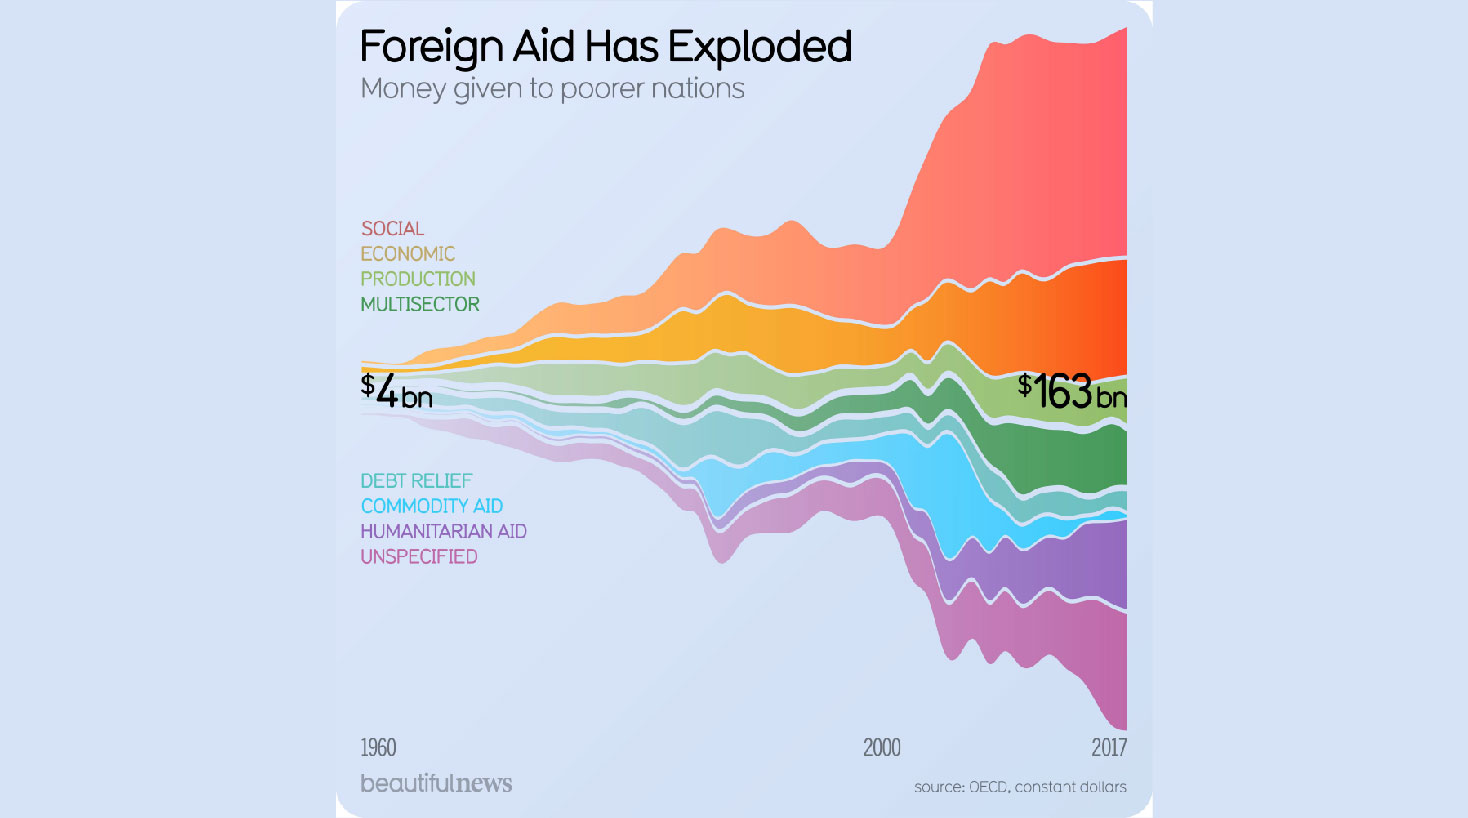 Foreign Aid Has Exploded
Money given to poorer nations
SOCIAL
ECONOMIC
PRODUCTION
MULTISECTOR
$4bn
$163bn
DEBT RELIEF
COMMODITY AID
HUMANITARIAN AID
UNSPECIFIED
1960 2000 2017
beautifulnews
source: OECD, constant dollars